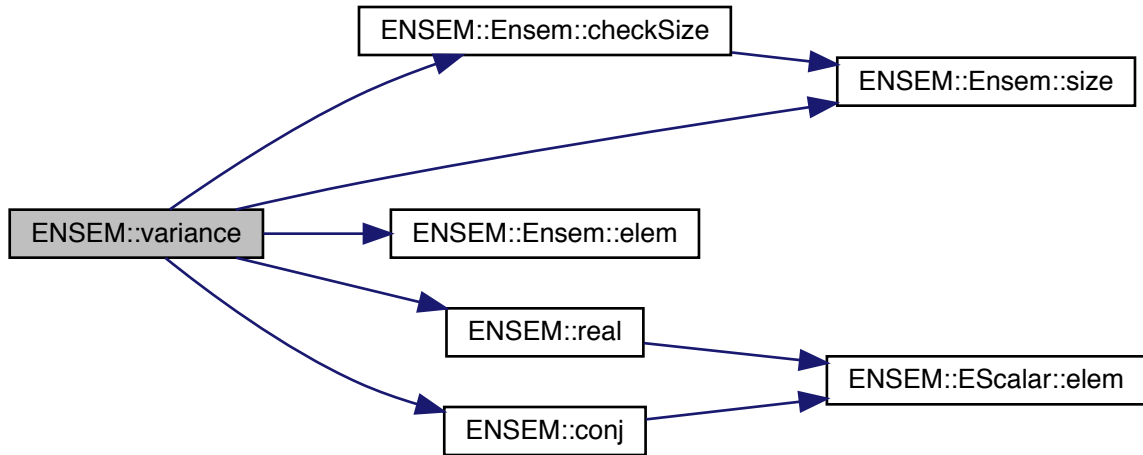 ENSEM::Ensem::checkSize
ENSEM::Ensem::size
ENSEM::variance
ENSEM::Ensem::elem
ENSEM::real
ENSEM::EScalar::elem
ENSEM::conj